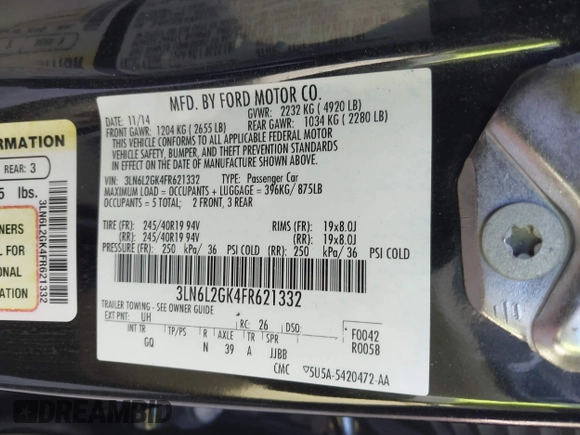 MFD. BY FORD MOTOR CO.
DATE: 11/14 GVWR: 2232 KG ( 4920 LB)
FRONT GAWR: 1204 KG ( 2655 LB) REAR GAWR: 1034 KG ( 2280 LB)
THIS VEHICLE CONFORMS TO ALL APPLICABLE FEDERAL MOTOR
VEHICLE SAFETY, BUMPER, AND THEFT PREVENTION STANDARDS
IN EFFECT ON THE DATE OF MANUFACTURE SHOWN ABOVE.
VIN: 3LN6L2GK4FR621332 TYPE: Passenger Car
MAXIMUM LOAD = OCCUPANTS + LUGGAGE = 396KG/ 875LB
OCCUPANTS = 5 TOTAL; 2 FRONT, 3 REAR
TIRE (FR): 245/40R19 94V RIMS (FR): 19x8.0J
(RR): 245/40R19 94V (RR): 19x8.0J
PRESSURE (FR): 250 kPa/ 36 PSI COLD (RR): 250 kPa/ 36 PSI COLD
3LN6L2GK4FR621332
TRAILER TOWING - SEE OWNER GUIDE
EXT PNT: UH RC: 26 DSO: F0042
INT TR TP/PS R AXLE TR SPR R0058
GQ N 39 A JJBB
CMC 5U5A-5420472-AA
FORMATION
REAR: 3
5 lbs.
WNERS
L FOR
ONAL
TION
3LN6L2GK4FR621332
DREAMBID